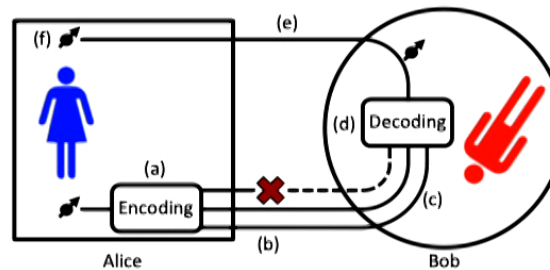 (f)
(e)
(d)
Decoding
(a)
Encoding
(c)
(b)
Alice
Bob